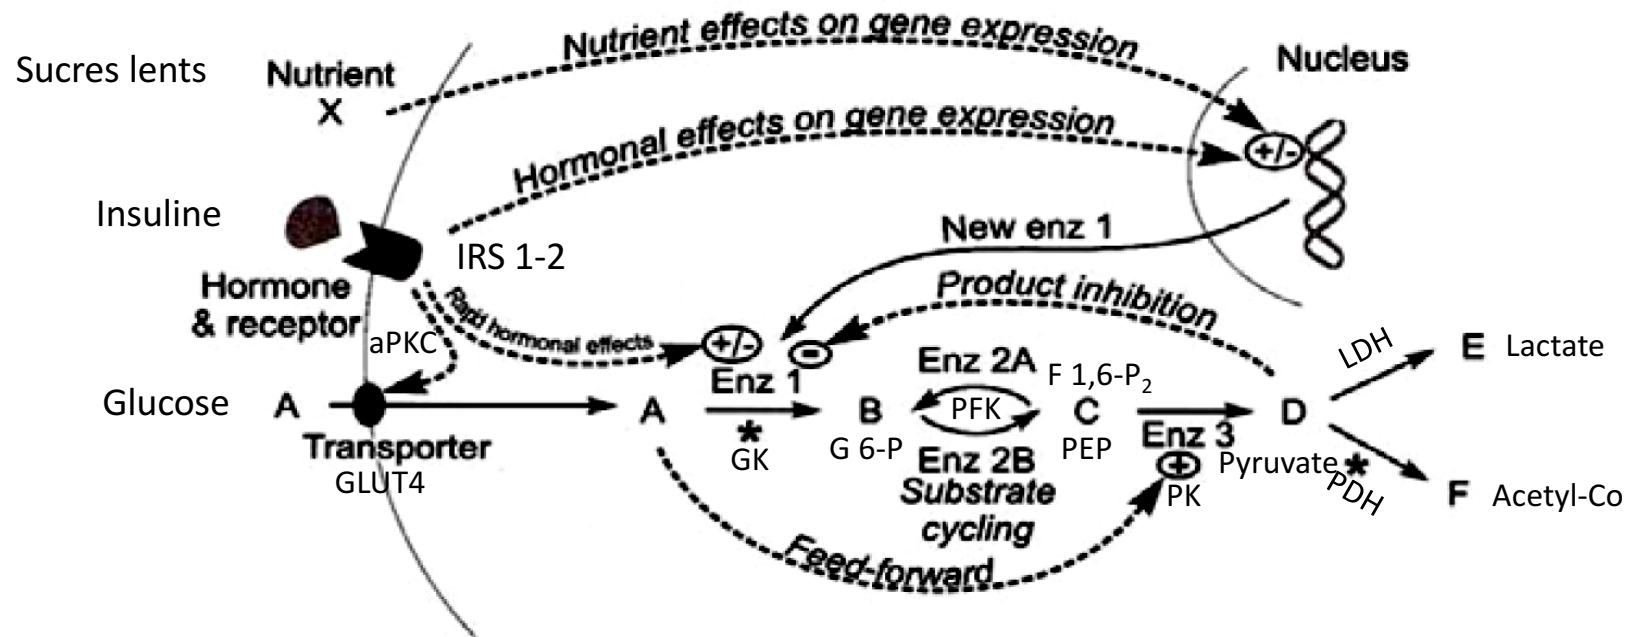 Nutrient effects on gene expression
Nucleus
Sucres lents
Nutrient
X
Hormonal effects on gene expression
+/-
Insuline
New enz 1
IRS 1-2
Hormone
& receptor
Rapid hormonal effects
Product inhibition
aPKC
+/-
-
Enz 1
Enz 2A
F 1,6-P₂
LDH
E Lactate
Glucose
A
A
B
PFK
C
D
*
GK
G 6-P
Enz 2B
PEP
Enz 3
Transporter
GLUT4
Substrate
cycling
+
PK
Pyruvate
*
PDH
F Acetyl-Co
Feed-forward